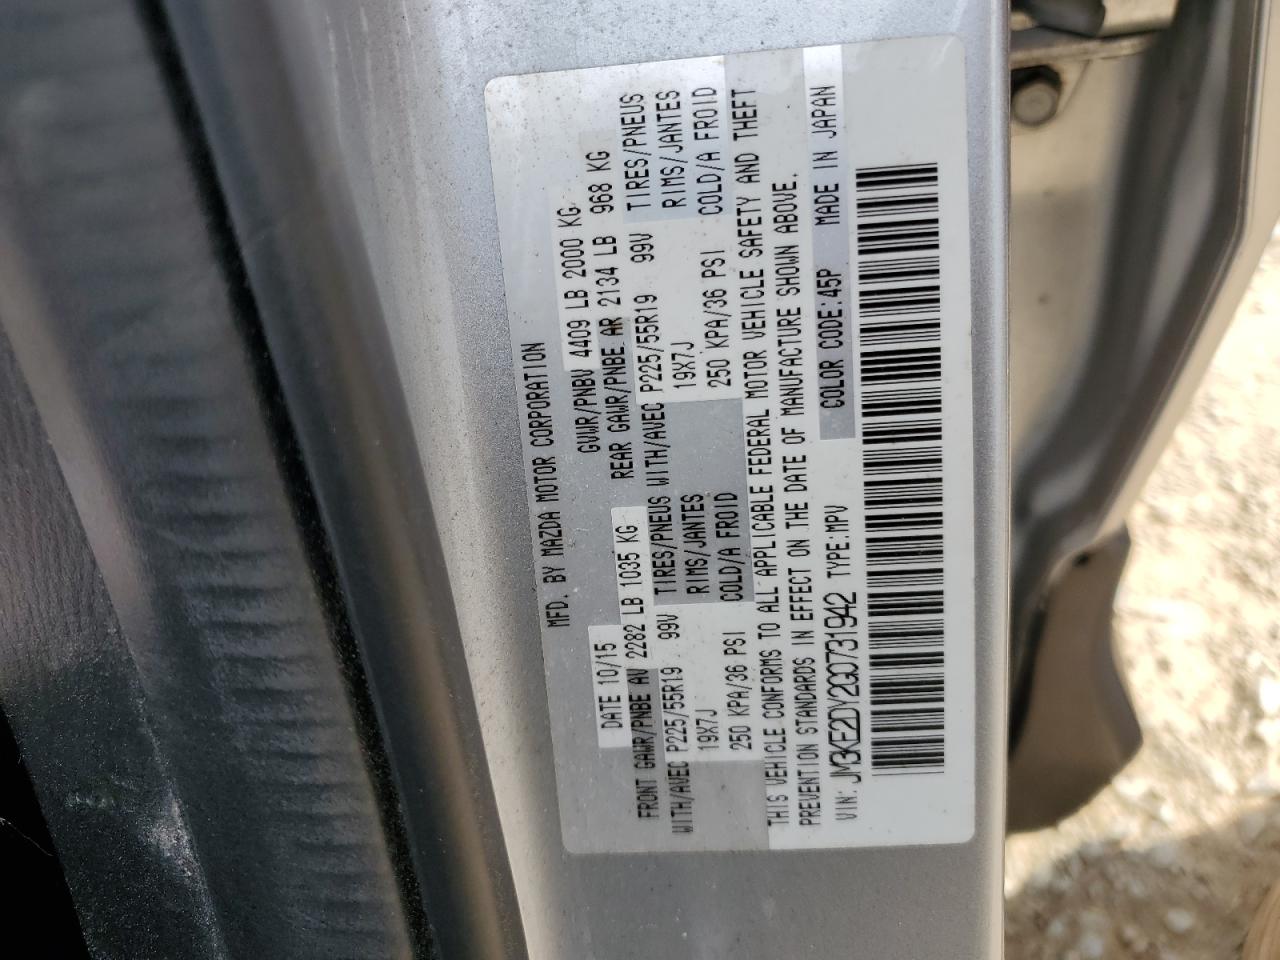 MFD. BY MAZDA MOTOR CORPORATION
DATE 10/15 GVWR/PNBV 4409 LB 2000 KG
FRONT GAWR/PNBE AV 2282 LB 1035 KG REAR GAWR/PNBE AR 2134 LB 968 KG
WITH/AVEC P225/55R19 99V TIRES/PNEUS WITH/AVEC P225/55R19 99V TIRES/PNEUS
19X7J RIMS/JANTES 19X7J RIMS/JANTES
250 KPA/36 PSI COLD/A FROID 250 KPA/36 PSI COLD/A FROID
THIS VEHICLE CONFORMS TO ALL APPLICABLE FEDERAL MOTOR VEHICLE SAFETY AND THEFT
PREVENTION STANDARDS IN EFFECT ON THE DATE OF MANUFACTURE SHOWN ABOVE.
VIN: JM3KE2DY2G0731942 TYPE:MPV COLOR CODE:45P MADE IN JAPAN